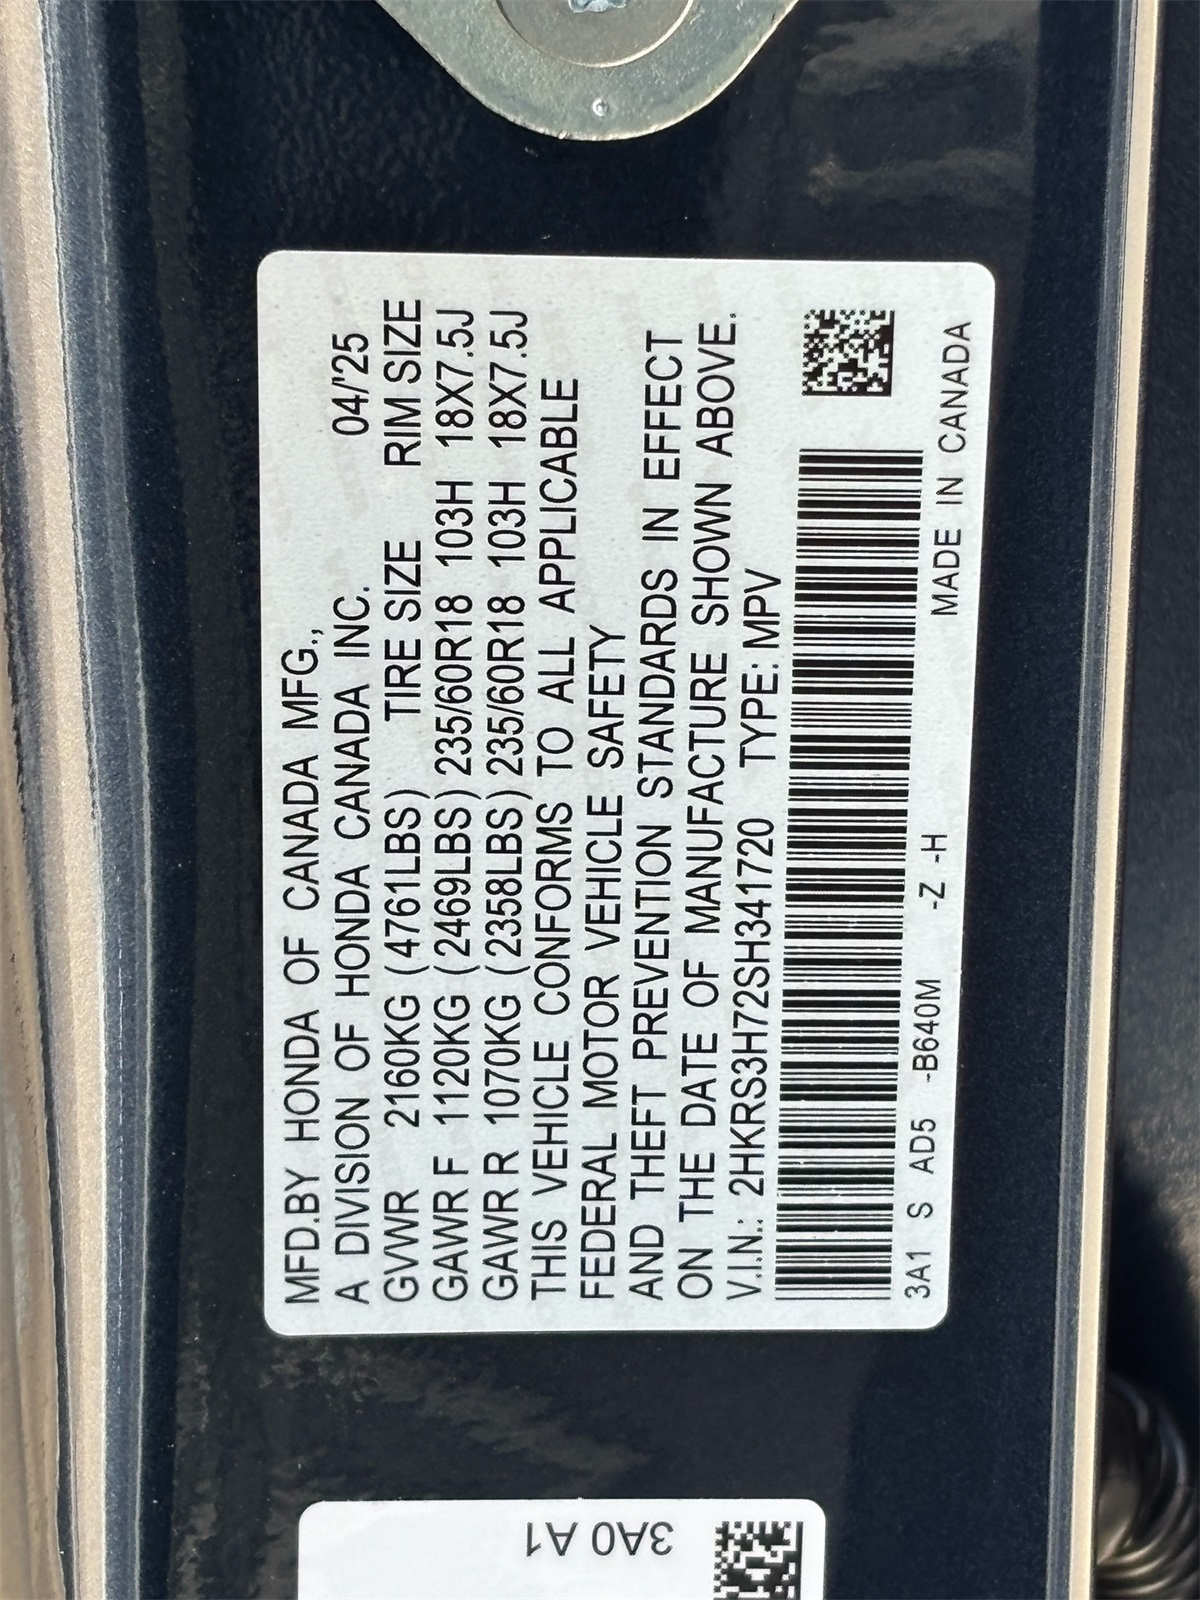 MFD.BY HONDA OF CANADA MFG.,
A DIVISION OF HONDA CANADA INC. 04/'25
GVWR 2160KG (4761LBS) TIRE SIZE RIM SIZE
GAWR F 1120KG (2469LBS) 235/60R18 103H 18X7.5J
GAWR R 1070KG (2358LBS) 235/60R18 103H 18X7.5J
THIS VEHICLE CONFORMS TO ALL APPLICABLE
FEDERAL MOTOR VEHICLE SAFETY
AND THEFT PREVENTION STANDARDS IN EFFECT
ON THE DATE OF MANUFACTURE SHOWN ABOVE.
V.I.N.: 2HKRS3H72SH341720 TYPE: MPV
3A1 S AD5 -B640M -Z -H MADE IN CANADA
3A0 A1